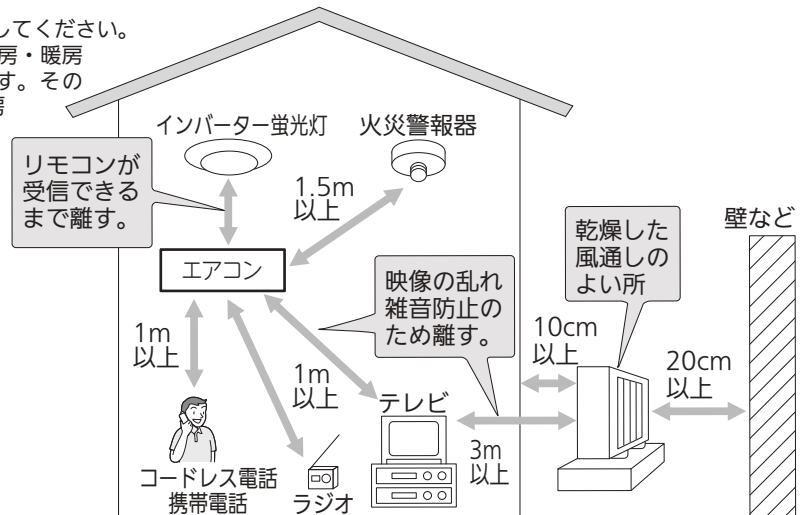 してください。
房・暖房
す。その
インバーター蛍光灯
火災警報器
リモコンが
受信できる
まで離す。
1.5m
以上
エアコン
映像の乱れ
雑音防止の
ため離す。
乾燥した
風通しの
よい所
壁など
1m
以上
1m
以上
10cm
以上
20cm
以上
テレビ
3m
以上
コードレス電話
携帯電話
ラジオ